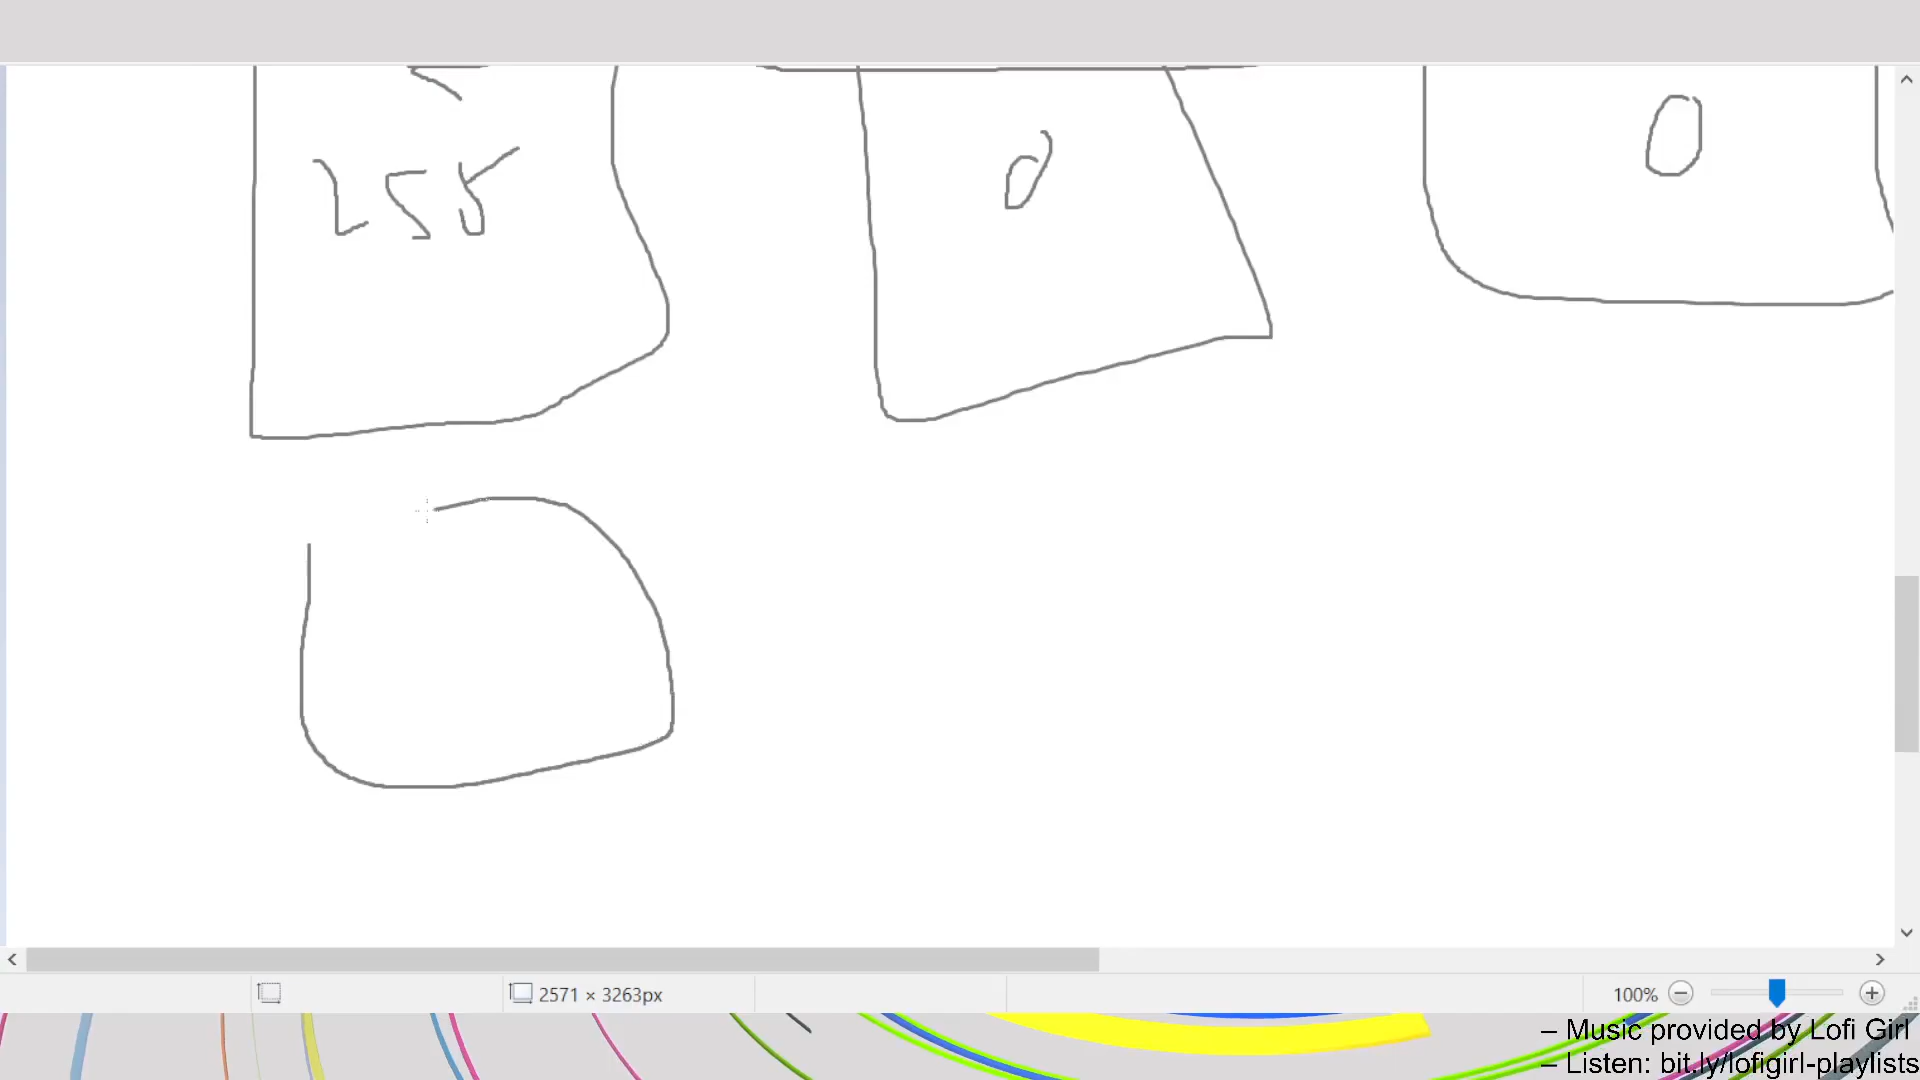 255
0
0
2571 × 3263px
100%
– Music provided by Lofi Girl
– Listen: bit.ly/lofigirl-playlists